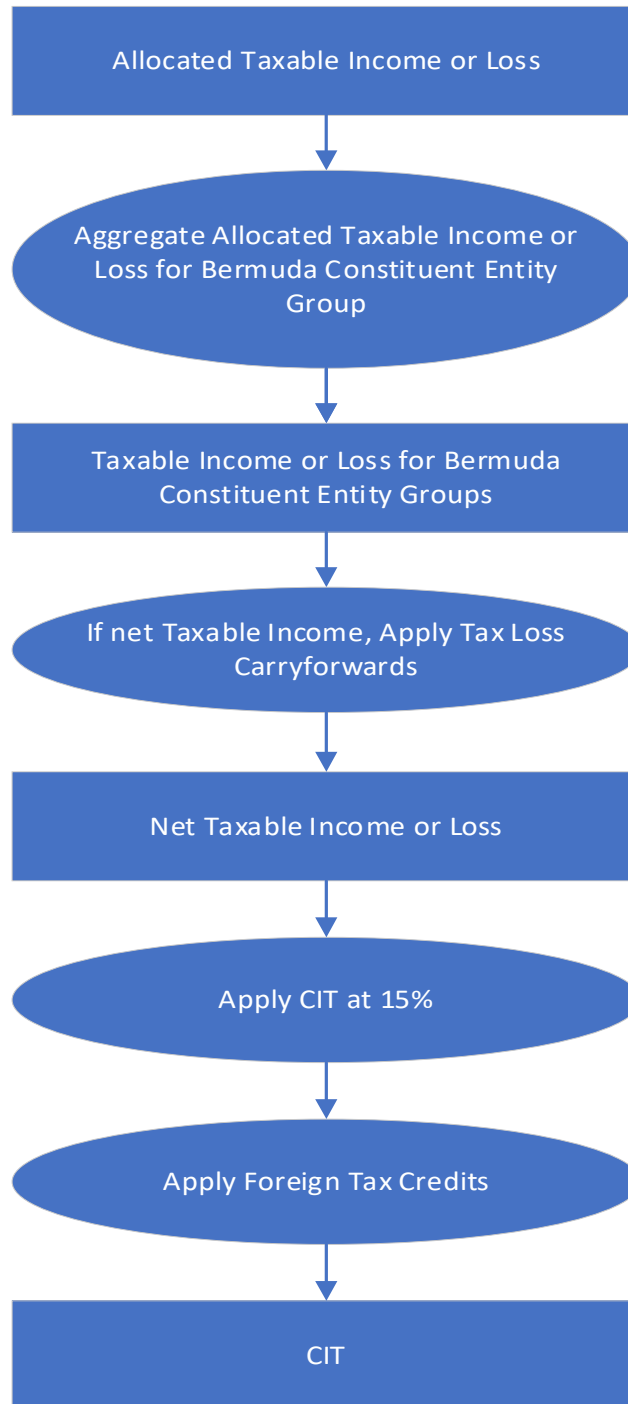 Allocated Taxable Income or Loss
Aggregate Allocated Taxable Income or
Loss for Bermuda Constituent Entity
Group
Taxable Income or Loss for Bermuda
Constituent Entity Groups
If net Taxable Income, Apply Tax Loss
Carryforwards
Net Taxable Income or Loss
Apply CIT at 15%
Apply Foreign Tax Credits
CIT